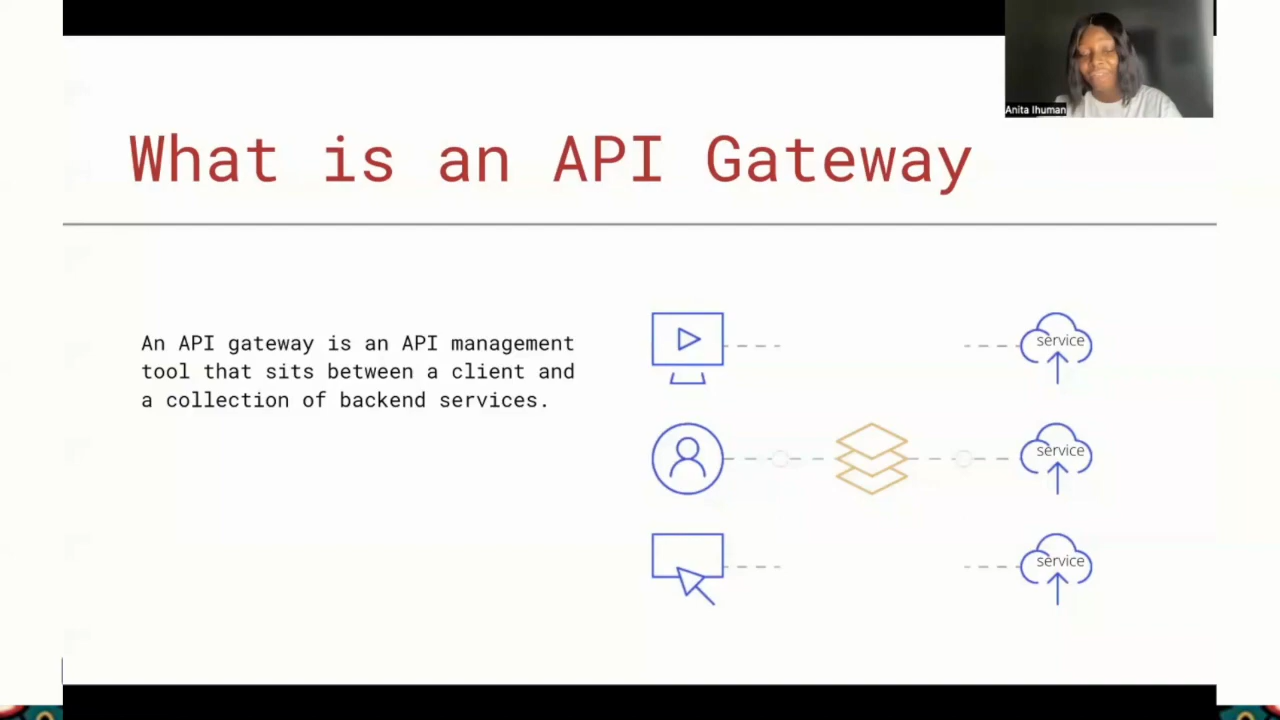 Anita Ihuman
What is an API Gateway
An API gateway is an API management
tool that sits between a client and
a collection of backend services.
service
service
service